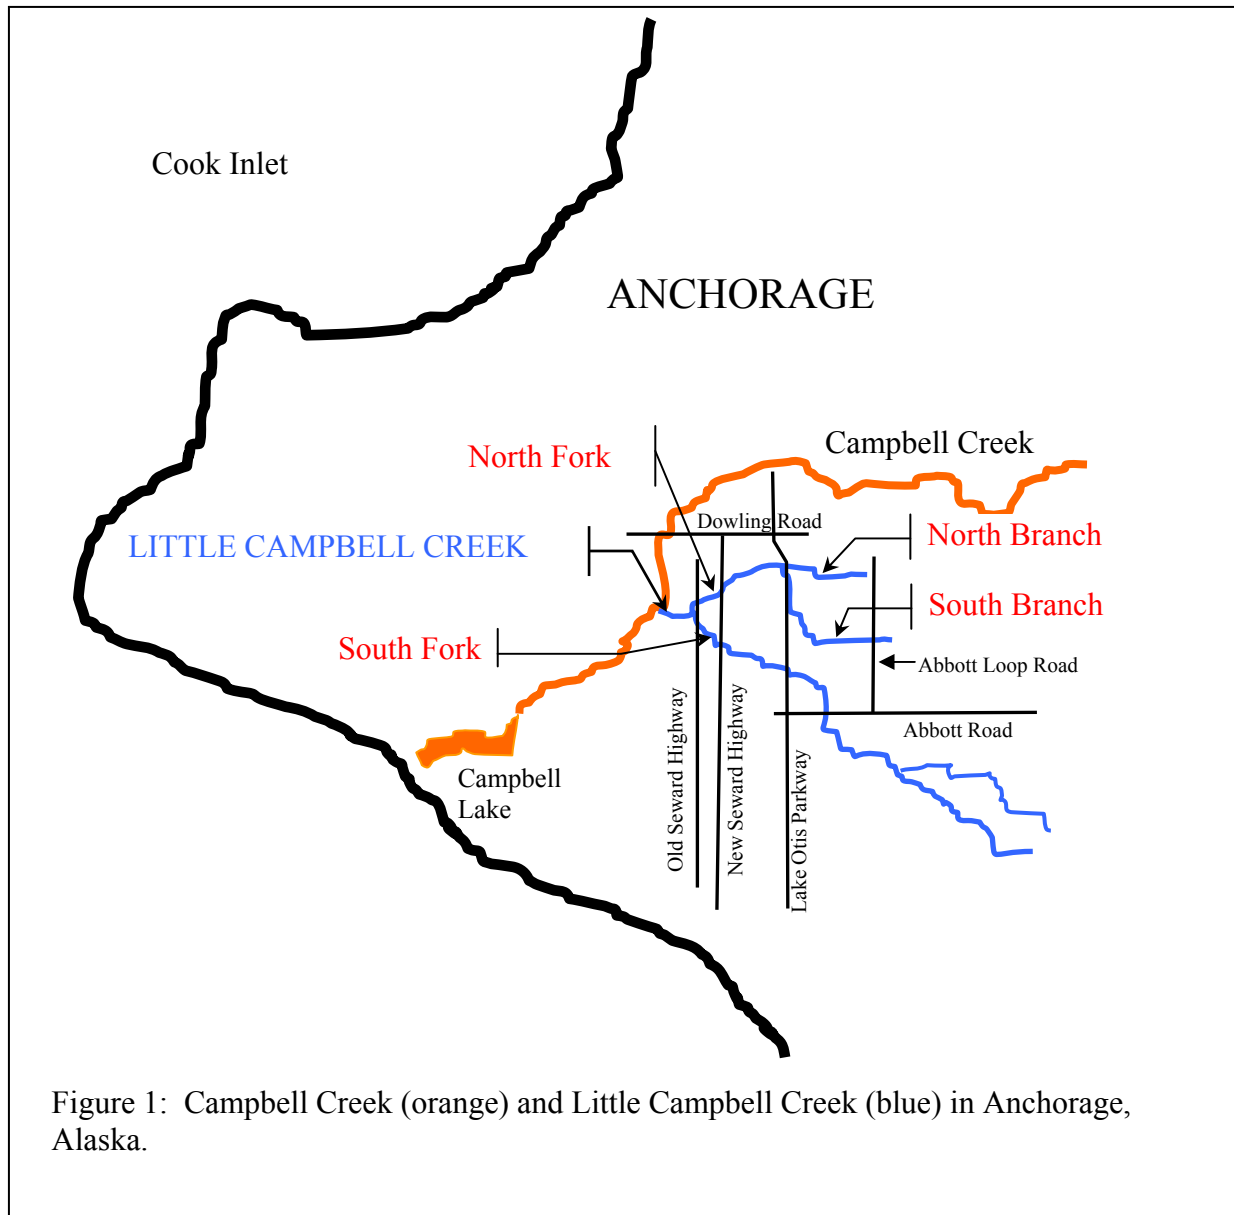 Cook Inlet
ANCHORAGE
Campbell Creek
North Fork
Dowling Road
LITTLE CAMPBELL CREEK
North Branch
South Branch
South Fork
Abbott Loop Road
Abbott Road
Campbell
Lake
Old Seward Highway
New Seward Highway
Lake Otis Parkway
Figure 1:  Campbell Creek (orange) and Little Campbell Creek (blue) in Anchorage,
Alaska.